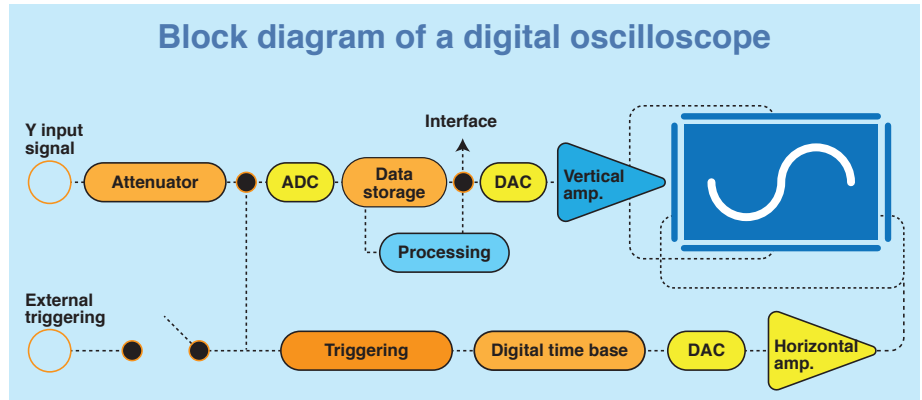 Block diagram of a digital oscilloscope
Y input
signal
Interface
Attenuator
ADC
Data
storage
DAC
Vertical
amp.
Processing
External
triggering
Triggering
Digital time base
DAC
Horizontal
amp.